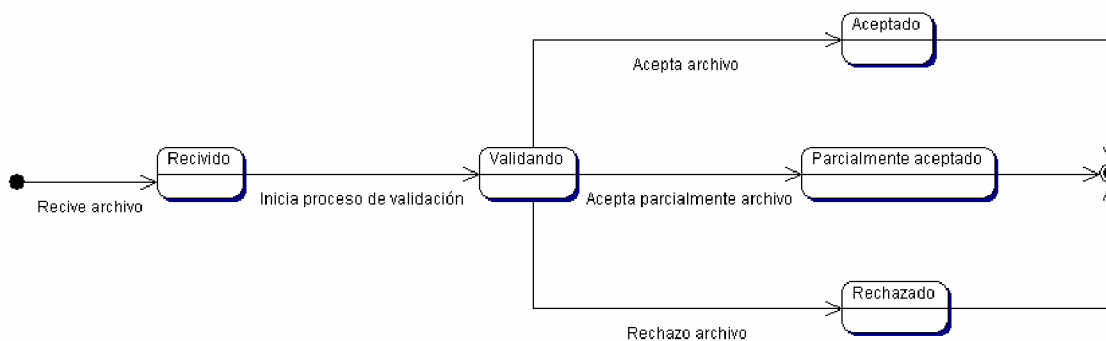 Aceptado
Acepta archivo
Recivido
Validando
Parcialmente aceptado
Recive archivo
Inicia proceso de validación
Acepta parcialmente archivo
Rechazado
Rechazo archivo